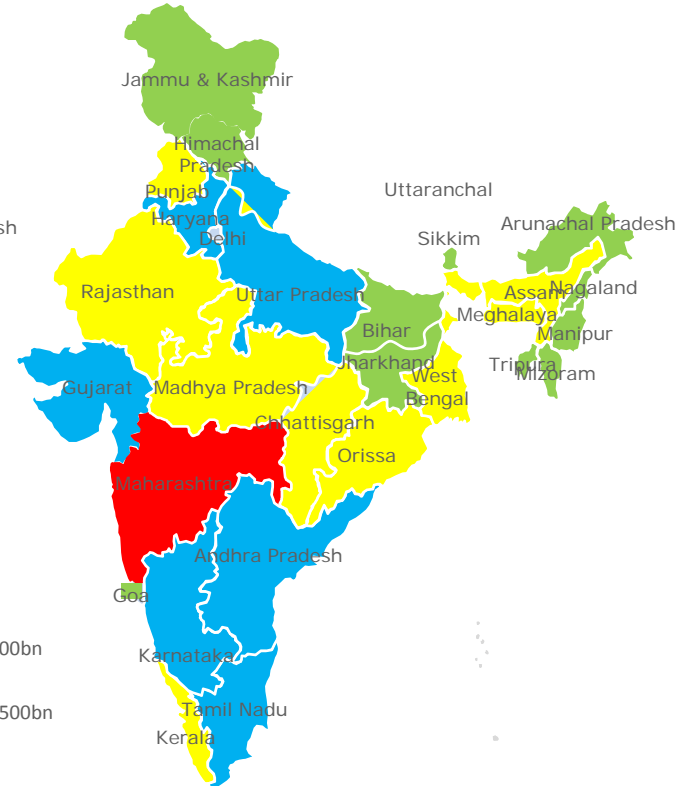 Jammu & Kashmir
Himachal
Pradesh
Punjab
Uttaranchal
Haryana
Delhi
sh
Arunachal Pradesh
Sikkim
Rajasthan
Uttar Pradesh
Assam
Nagaland
Meghalaya
Bihar
Manipur
Jharkhand
Tripura
Mizoram
West
Bengal
Gujarat
Madhya Pradesh
Chhattisgarh
Orissa
Maharashtra
Andhra Pradesh
Goa
00bn
Karnataka
Tamil Nadu
500bn
Kerala